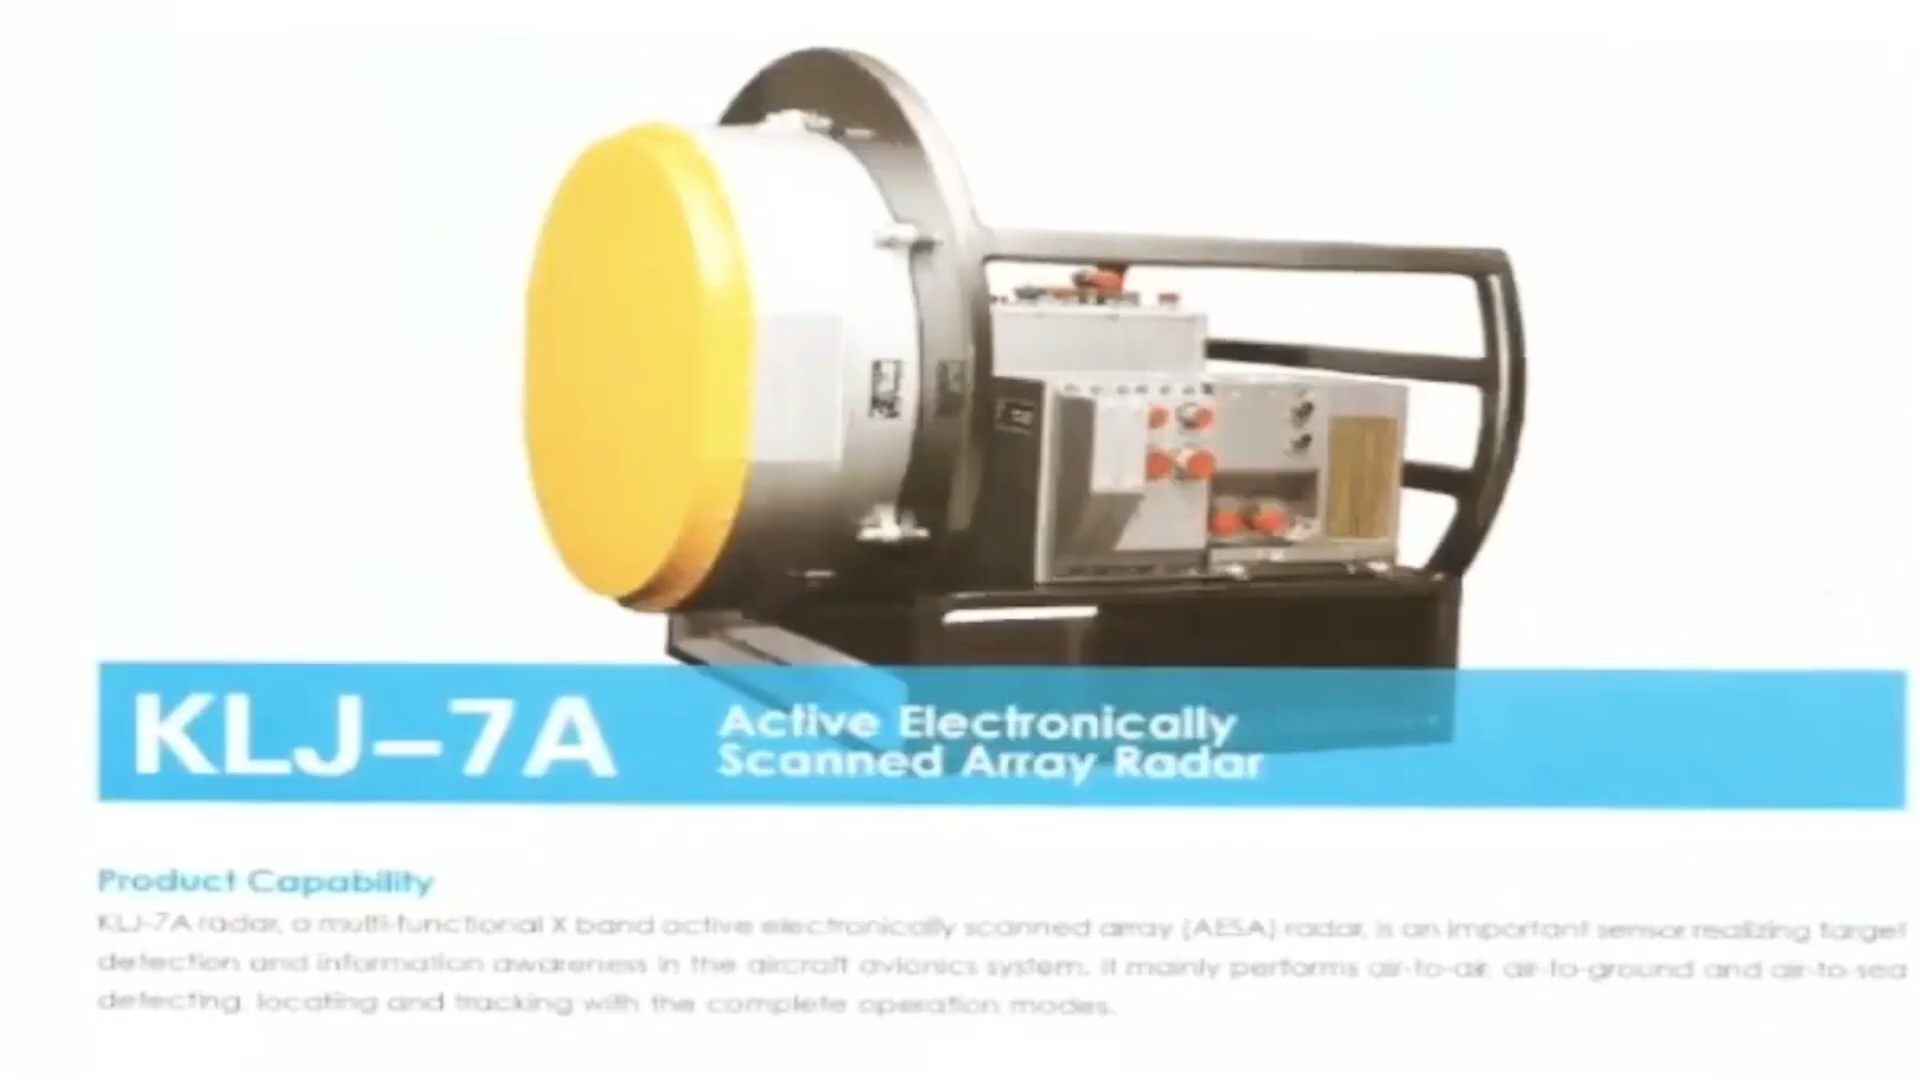 KLJ-7A
Active Electronically
Scanned Array Radar
Product Capability
KLJ-7A radar, a multi-functional X band active electronically scanned array (AESA) radar, is an important sensor realizing target
detection and information awareness in the aircraft avionics system. It mainly performs air-to-air, air-to-ground and air-to-sea
detecting, locating and tracking with the complete operation modes.